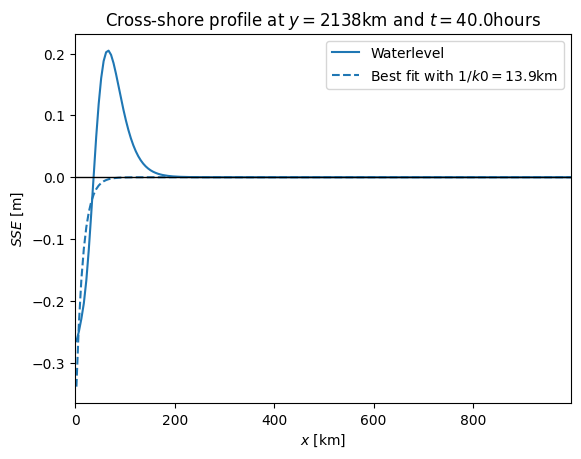 Cross-shore profile at y = 2138km and t = 40.0hours
Waterlevel
Best fit with 1/k0 = 13.9km
0.2
0.1
0.0
−0.1
−0.2
−0.3
SSE [m]
0 200 400 600 800
x [km]